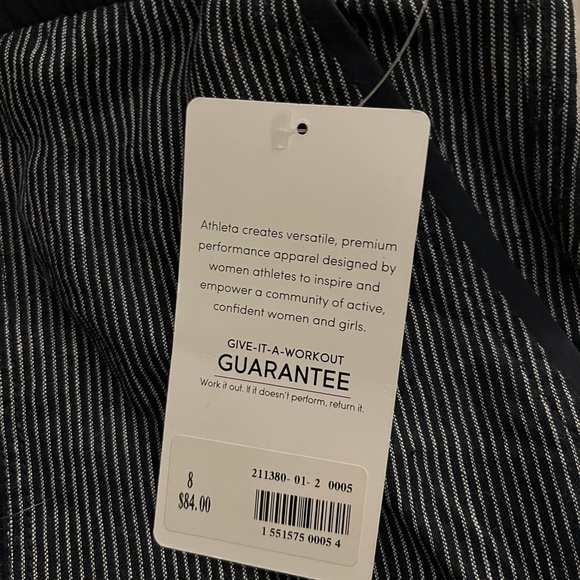 Athleta creates versatile, premium
performance apparel designed by
women athletes to inspire and
empower a community of active,
confident women and girls.
GIVE-IT-A-WORKOUT
GUARANTEE
Work it out. If it doesn't perform, return it.
8
$84.00
211380- 01- 2 0005
1 551575 0005 4